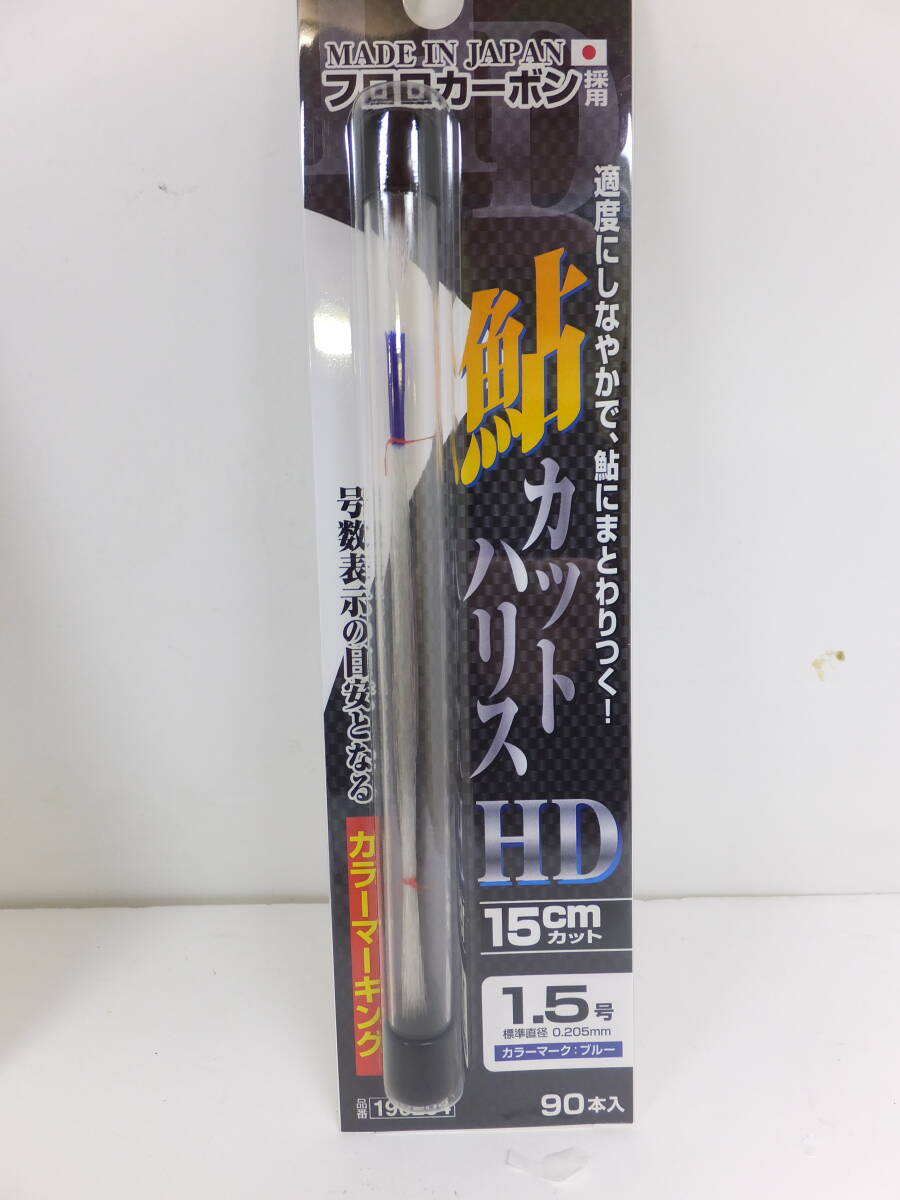 MADE IN JAPAN
フロロカーボン採用
適度にしなやかで、鮎にまとわりつく！
鮎
カット
ハリス
HD
号数表示の目安となる
カラーマーキング
15cm
カット
1.5号
標準直径 0.205mm
カラーマーク：ブルー
品番
90本入